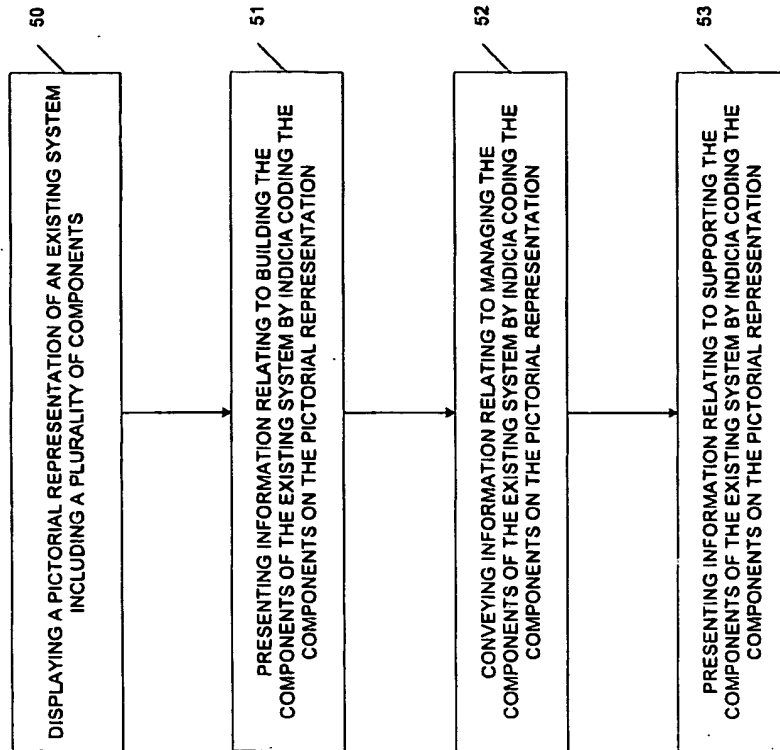 50
DISPLAYING A PICTORIAL REPRESENTATION OF AN EXISTING SYSTEM
INCLUDING A PLURALITY OF COMPONENTS
51
PRESENTING INFORMATION RELATING TO BUILDING THE
COMPONENTS OF THE EXISTING SYSTEM BY INDICIA CODING THE
COMPONENTS ON THE PICTORIAL REPRESENTATION
52
CONVEYING INFORMATION RELATING TO MANAGING THE
COMPONENTS OF THE EXISTING SYSTEM BY INDICIA CODING THE
COMPONENTS ON THE PICTORIAL REPRESENTATION
53
PRESENTING INFORMATION RELATING TO SUPPORTING THE
COMPONENTS OF THE EXISTING SYSTEM BY INDICIA CODING THE
COMPONENTS ON THE PICTORIAL REPRESENTATION